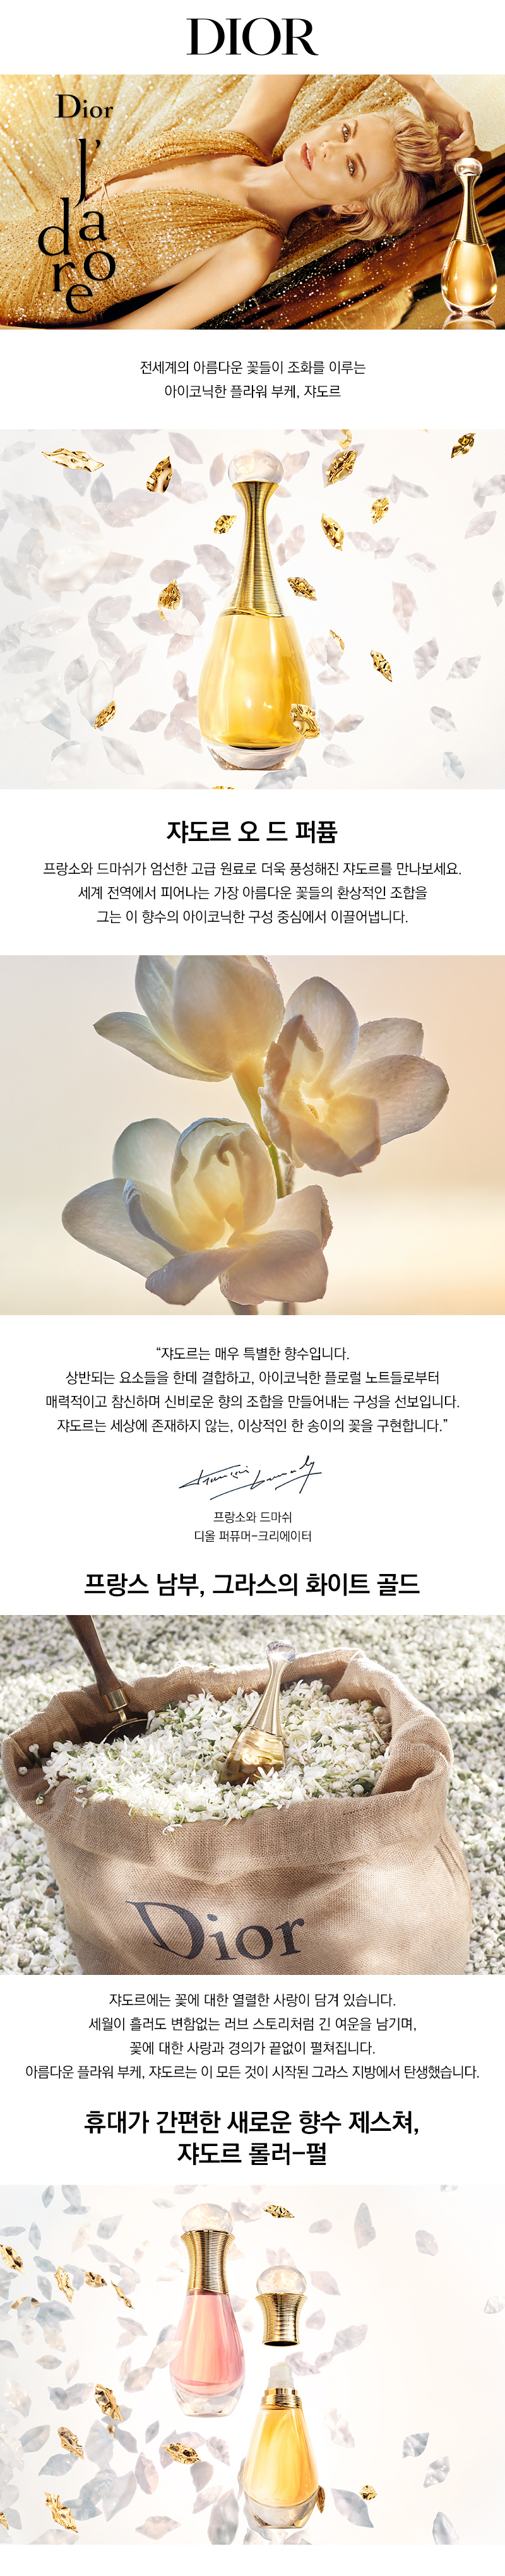 DIOR
Dior
j'adore
전세계의 아름다운 꽃들이 조화를 이루는
아이코닉한 플라워 부케, 쟈도르
쟈도르 오 드 퍼퓸
프랑소와 드마쉬가 엄선한 고급 원료로 더욱 풍성해진 쟈도르를 만나보세요.
세계 전역에서 피어나는 가장 아름다운 꽃들의 환상적인 조합을
그는 이 향수의 아이코닉한 구성 중심에서 이끌어냅니다.
“쟈도르는 매우 특별한 향수입니다.
상반되는 요소들을 한데 결합하고, 아이코닉한 플로럴 노트들로부터
매력적이고 참신하며 신비로운 향의 조합을 만들어내는 구성을 선보입니다.
쟈도르는 세상에 존재하지 않는, 이상적인 한 송이의 꽃을 구현합니다.”
프랑소와 드마쉬
디올 퍼퓨머-크리에이터
프랑스 남부, 그라스의 화이트 골드
Dior
쟈도르에는 꽃에 대한 열렬한 사랑이 담겨 있습니다.
세월이 흘러도 변함없는 러브 스토리처럼 긴 여운을 남기며,
꽃에 대한 사랑과 경의가 끝없이 펼쳐집니다.
아름다운 플라워 부케, 쟈도르는 이 모든 것이 시작된 그라스 지방에서 탄생했습니다.
휴대가 간편한 새로운 향수 제스쳐,
쟈도르 롤러-펄